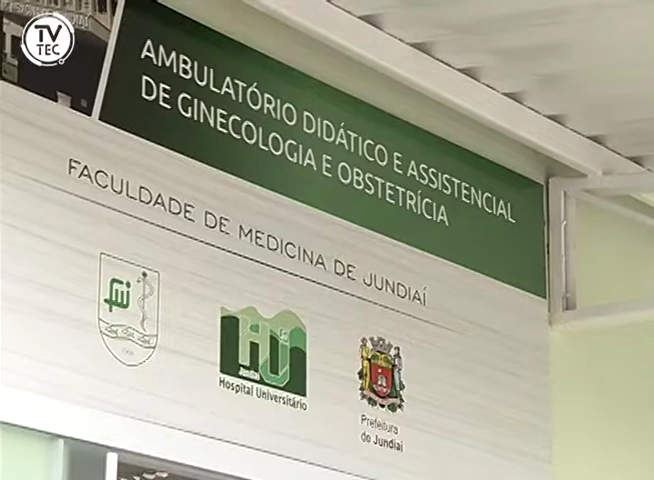 TV
TEC
AMBULATÓRIO DIDÁTICO E ASSISTENCIAL
DE GINECOLOGIA E OBSTETRÍCIA
FACULDADE DE MEDICINA DE JUNDIAÍ
HU
Jundiaí
Hospital Universitário
Prefeitura
de Jundiaí